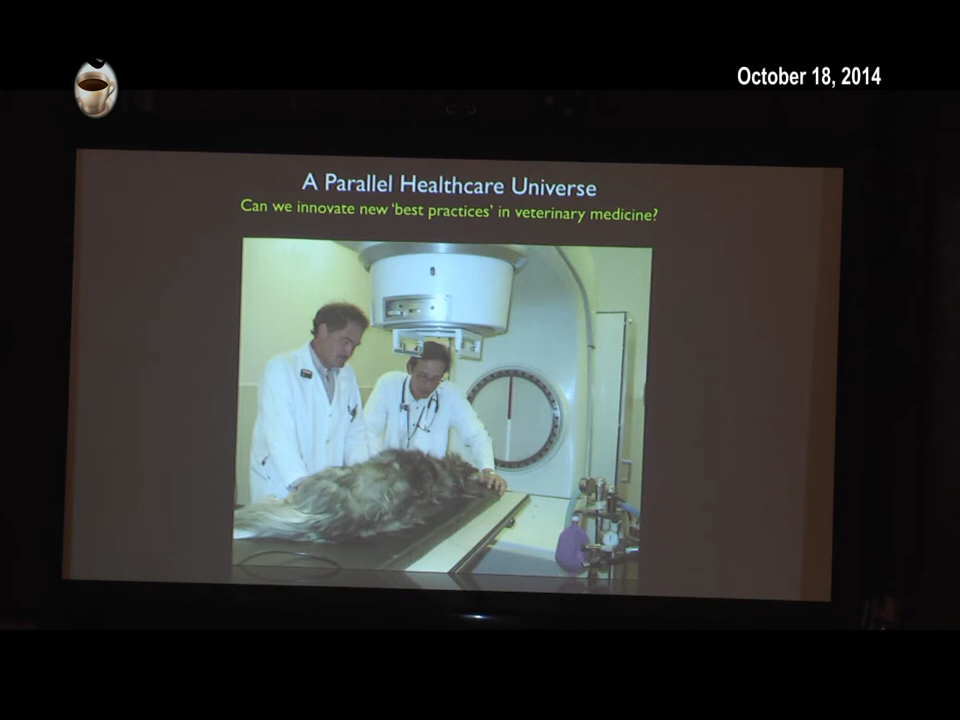 October 18, 2014
A Parallel Healthcare Universe
Can we innovate new 'best practices' in veterinary medicine?